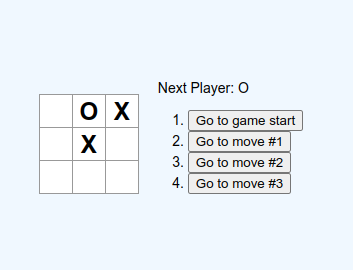 O X
X
Next Player: O
1. Go to game start
2. Go to move #1
3. Go to move #2
4. Go to move #3